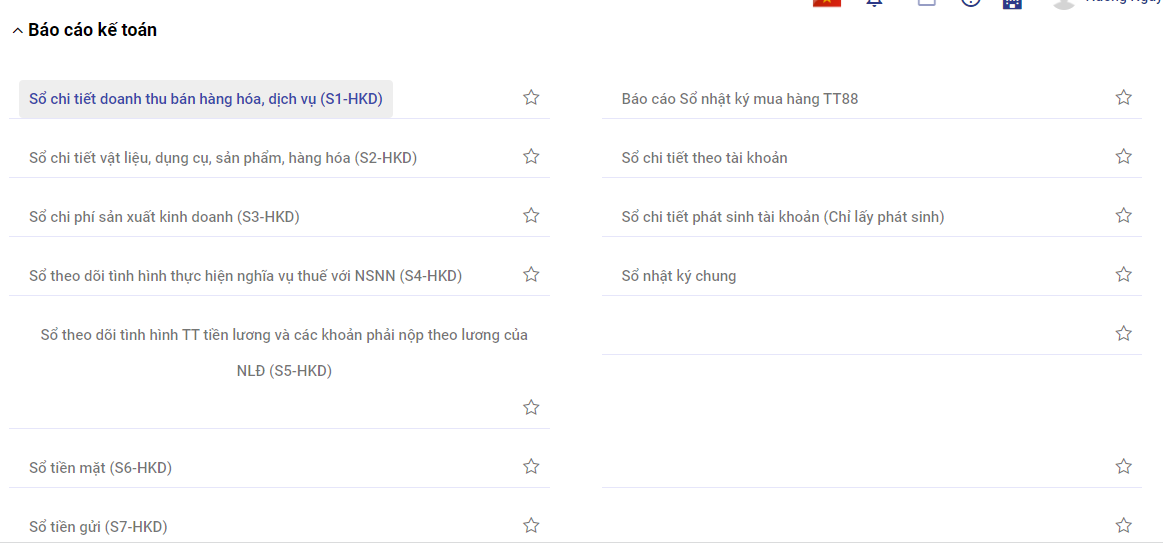 Báo cáo kế toán
Sổ chi tiết doanh thu bán hàng hóa, dịch vụ (S1-HKD)
Báo cáo Sổ nhật ký mua hàng TT88
Sổ chi tiết vật liệu, dụng cụ, sản phẩm, hàng hóa (S2-HKD)
Sổ chi tiết theo tài khoản
Sổ chi phí sản xuất kinh doanh (S3-HKD)
Sổ chi tiết phát sinh tài khoản (Chỉ lấy phát sinh)
Sổ theo dõi tình hình thực hiện nghĩa vụ thuế với NSNN (S4-HKD)
Sổ nhật ký chung
Sổ theo dõi tình hình TT tiền lương và các khoản phải nộp theo lương của
NLĐ (S5-HKD)
Sổ tiền mặt (S6-HKD)
Sổ tiền gửi (S7-HKD)